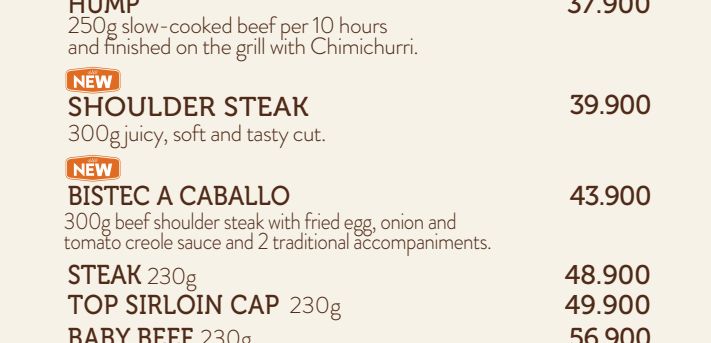 HUMP 37.900
250g slow-cooked beef per 10 hours
and finished on the grill with Chimichurri.
NEW
SHOULDER STEAK 39.900
300g juicy, soft and tasty cut.
NEW
BISTEC A CABALLO 43.900
300g beef shoulder steak with fried egg, onion and
tomato creole sauce and 2 traditional accompaniments.
STEAK 230g 48.900
TOP SIRLOIN CAP 230g 49.900
BABY BEEF 230g 56.900